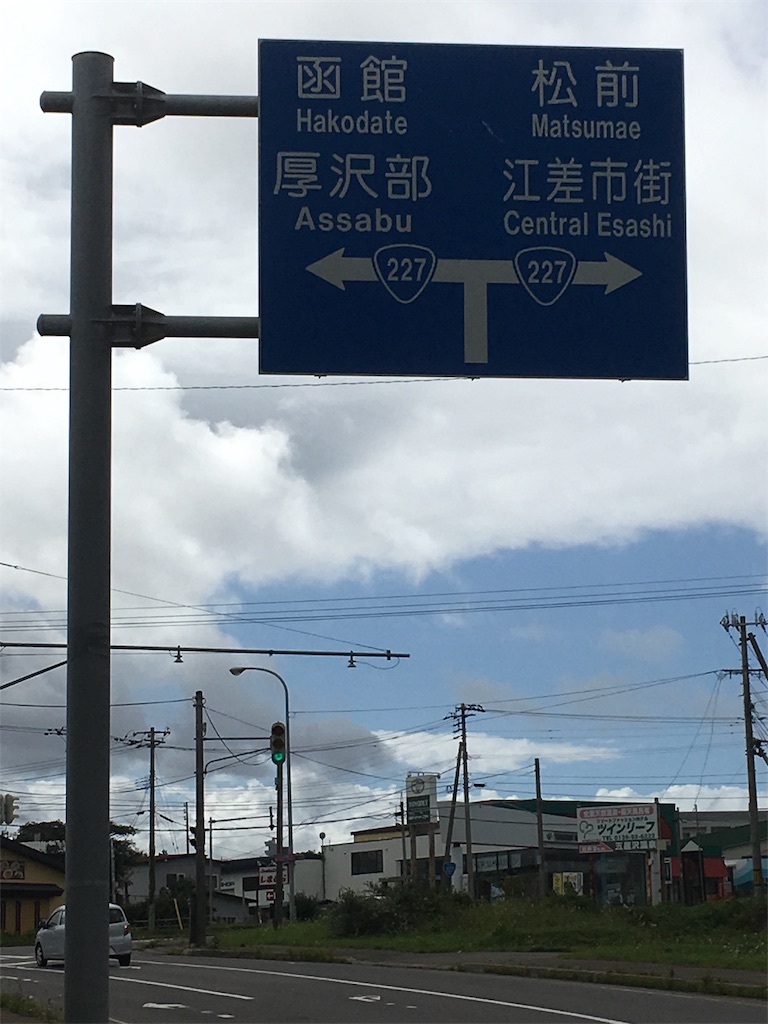 函館 松前
Hakodate Matsumae
厚沢部 江差市街
Assabu Central Esashi
227 227
ツインリーフ